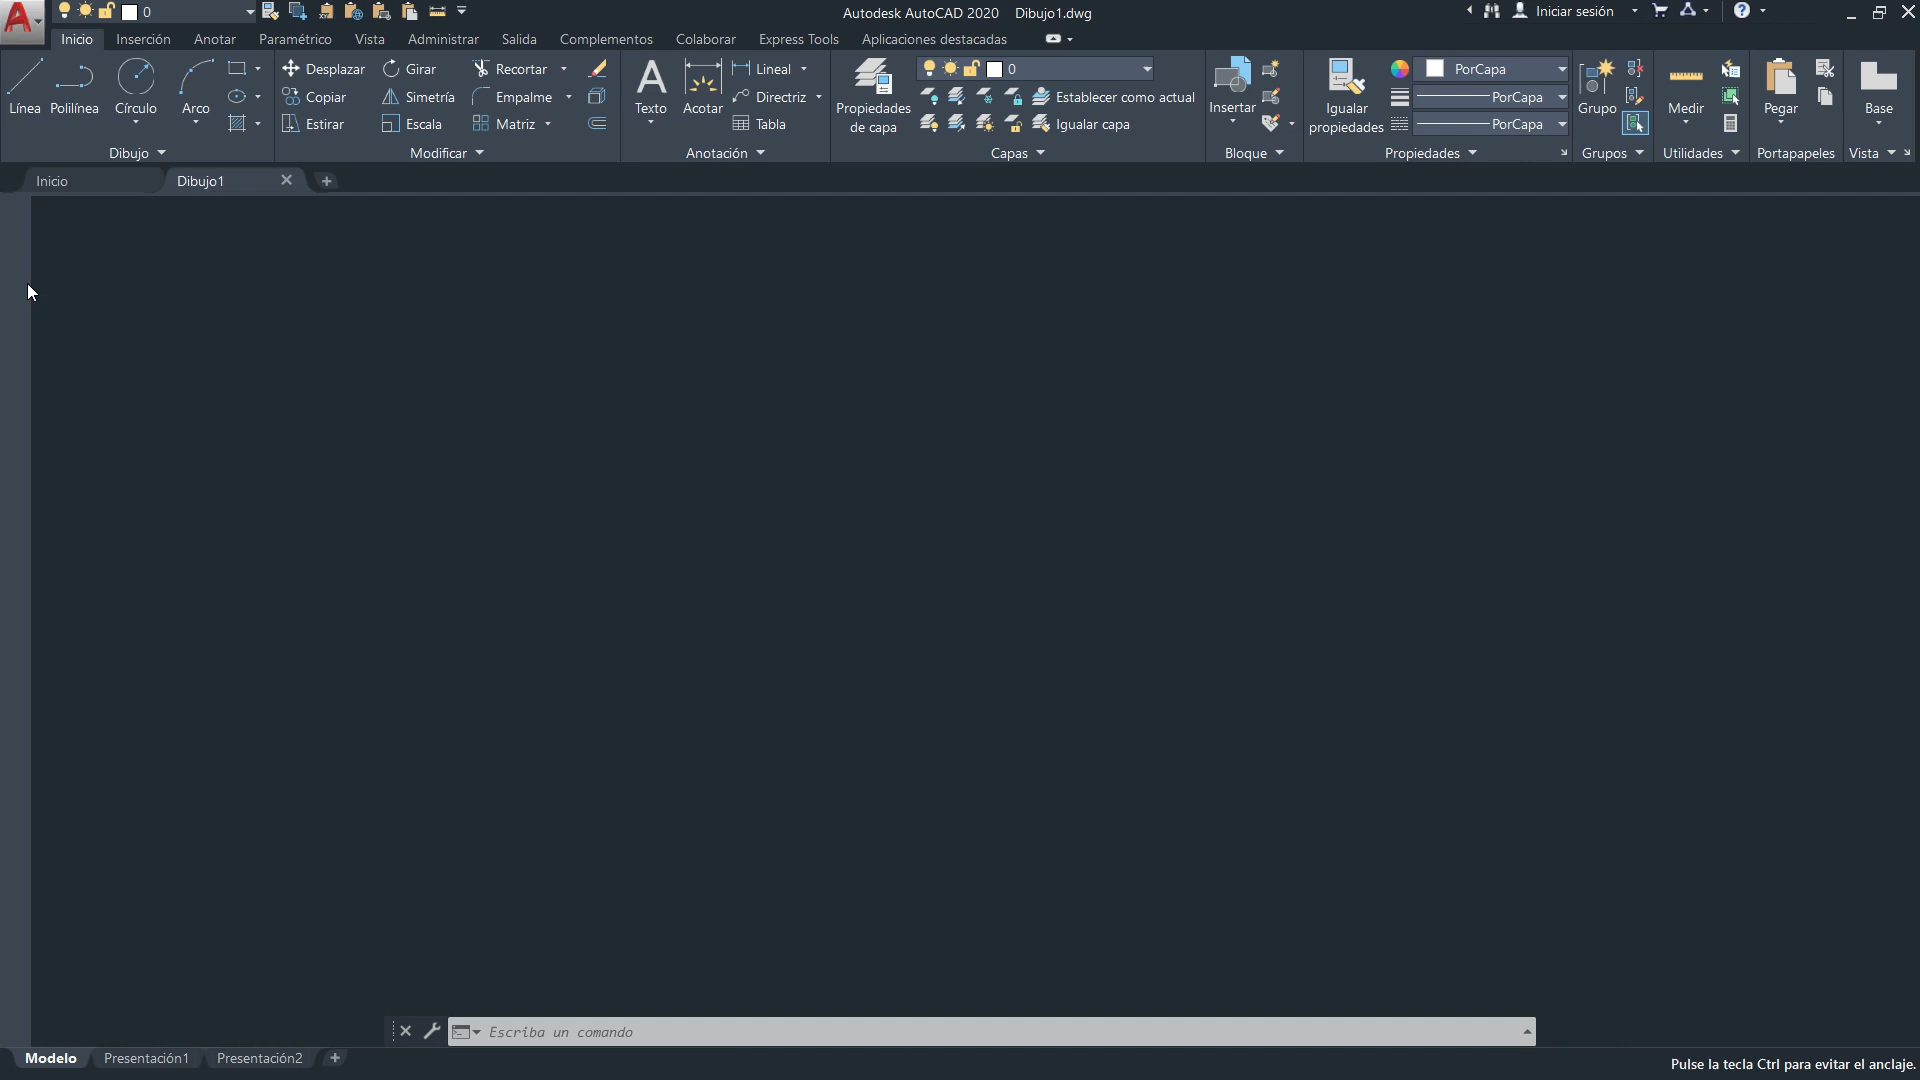 0
Autodesk AutoCAD 2020 Dibujo1.dwg
Iniciar sesión
Inicio Inserción Anotar Paramétrico Vista Administrar Salida Complementos Colaborar Express Tools Aplicaciones destacadas
Línea Polilínea Círculo Arco
Dibujo
Desplazar Girar Recortar
Copiar Simetría Empalme
Estirar Escala Matriz
Modificar
Texto Acotar
Lineal
Directriz
Tabla
Anotación
Propiedades
de capa
0
Establecer como actual
Igualar capa
Capas
Insertar
Bloque
Igualar
propiedades
PorCapa
PorCapa
PorCapa
Propiedades
Grupo
Grupos
Medir
Utilidades
Pegar
Portapapeles
Base
Vista
Inicio Dibujo1
Escriba un comando
Modelo Presentación1 Presentación2
Pulse la tecla Ctrl para evitar el anclaje.